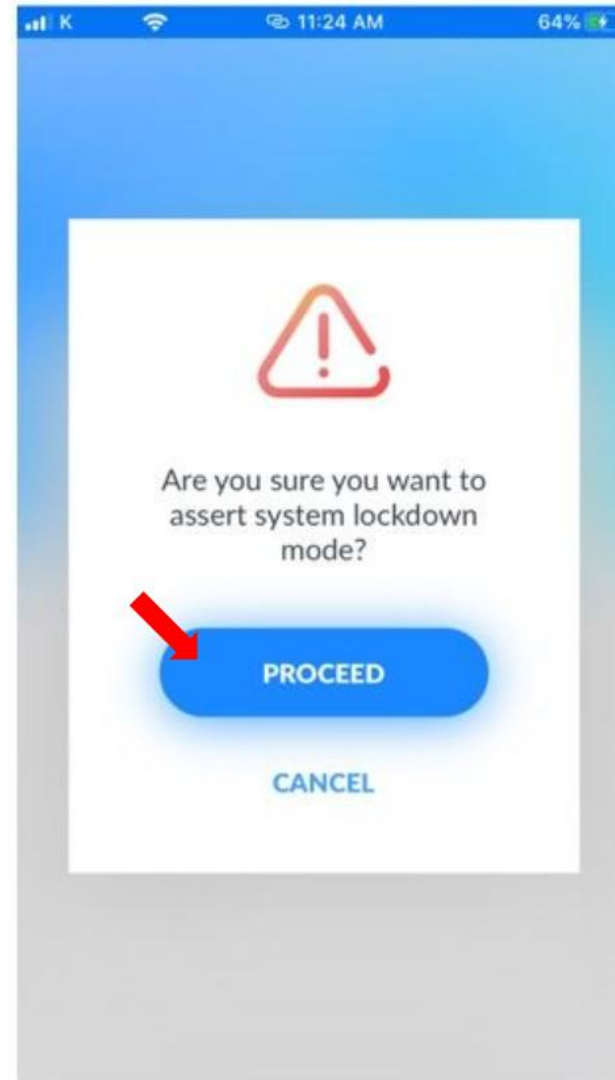 K 11:24 AM 64%
Are you sure you want to
assert system lockdown
mode?
PROCEED
CANCEL